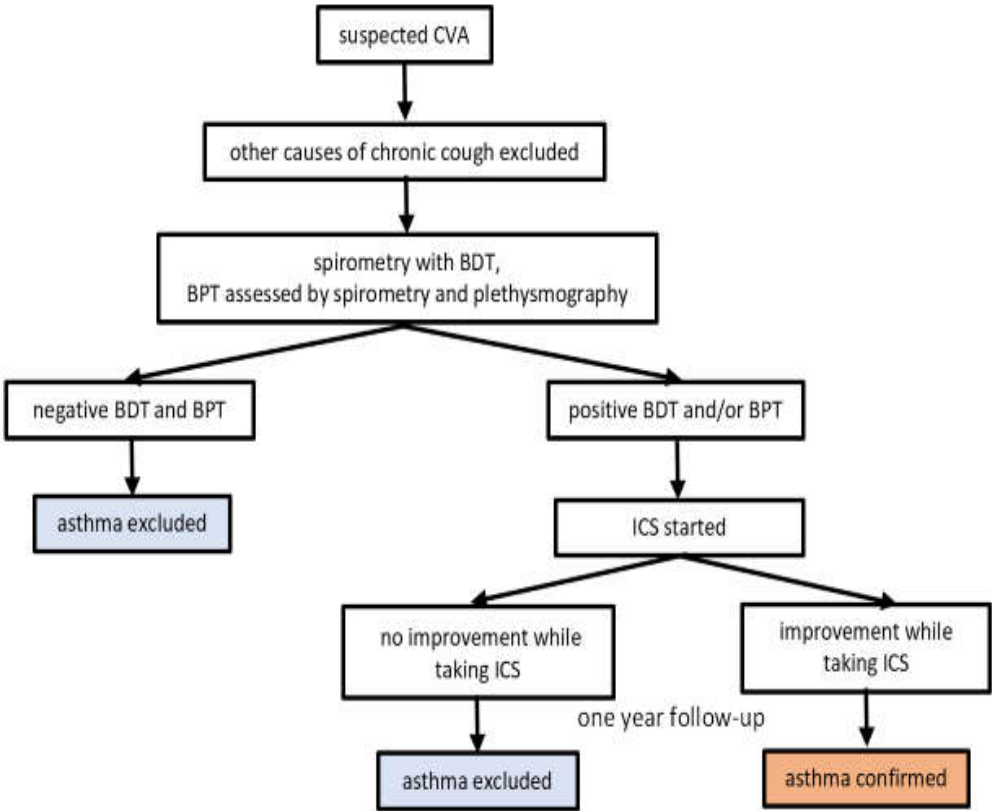 suspected CVA
other causes of chronic cough excluded
spirometry with BDT,
BPT assessed by spirometry and plethysmography
negative BDT and BPT
positive BDT and/or BPT
asthma excluded
ICS started
no improvement while
taking ICS
improvement while
taking ICS
one year follow-up
asthma excluded
asthma confirmed